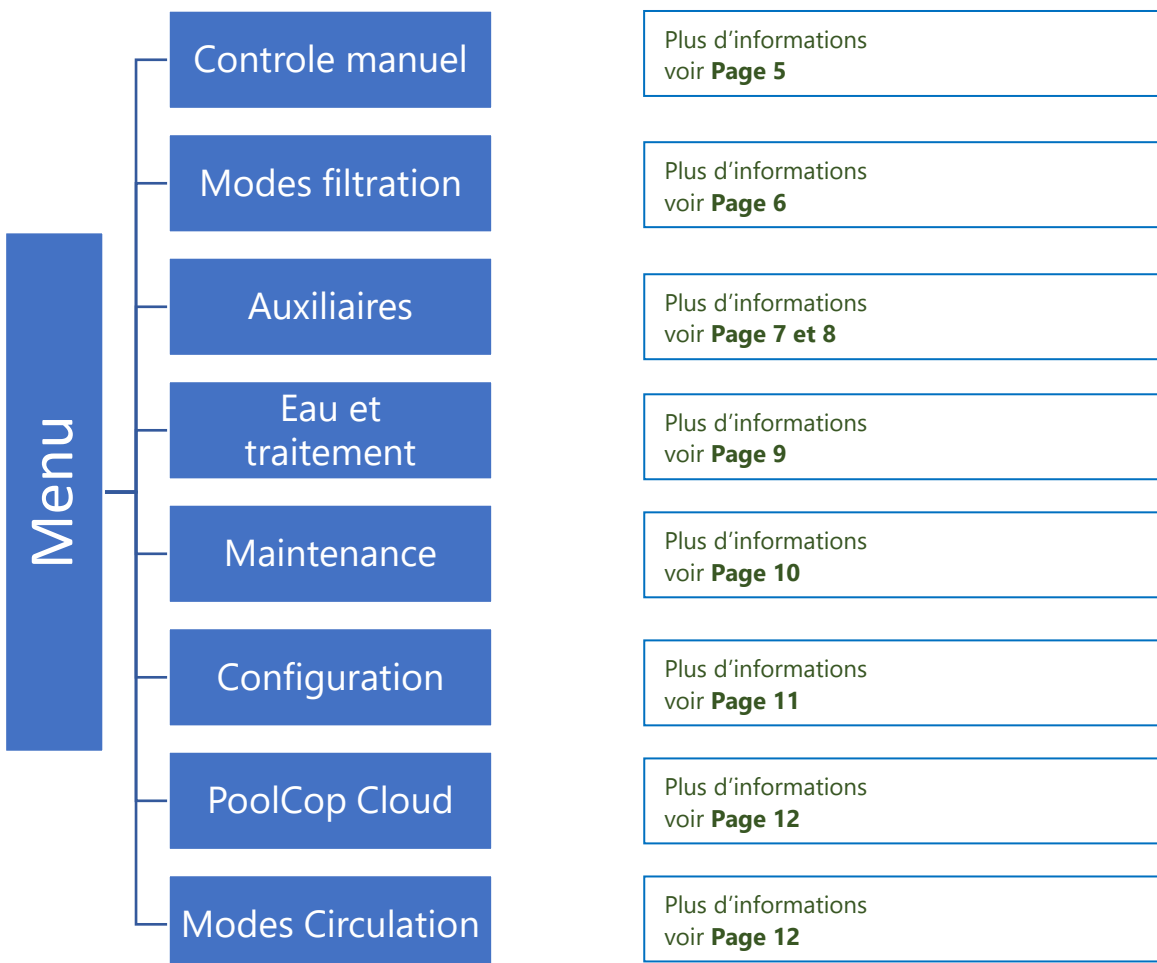 Menu
Controle manuel
Plus d’informations
voir Page 5
Modes filtration
Plus d’informations
voir Page 6
Auxiliaires
Plus d’informations
voir Page 7 et 8
Eau et
traitement
Plus d’informations
voir Page 9
Maintenance
Plus d’informations
voir Page 10
Configuration
Plus d’informations
voir Page 11
PoolCop Cloud
Plus d’informations
voir Page 12
Modes Circulation
Plus d’informations
voir Page 12